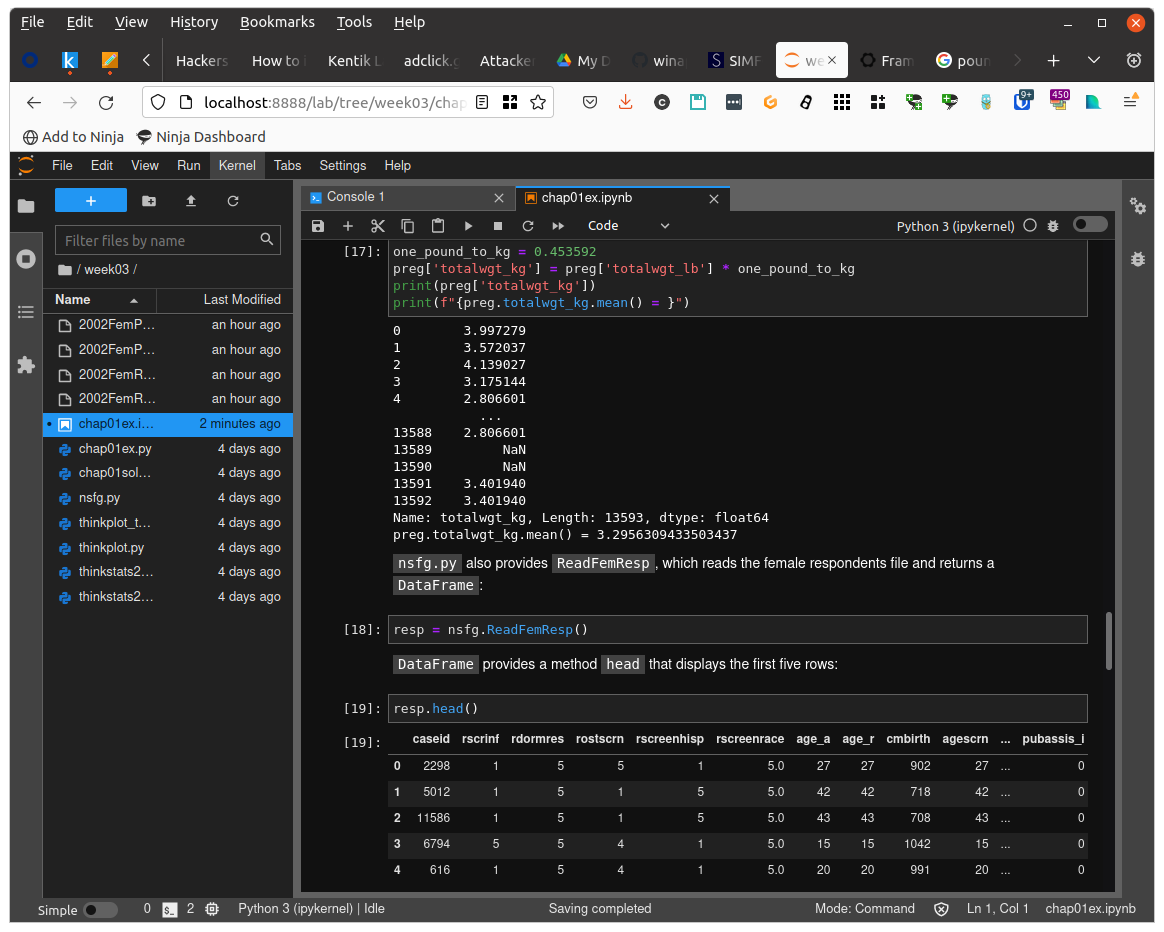 File Edit View History Bookmarks Tools Help
Hackers How to Kentik L adclick.g Attacke My D wina SIMF we Fram poun
localhost:8888/lab/tree/week03/chap
9+ 450
Add to Ninja Ninja Dashboard
File Edit View Run Kernel Tabs Settings Help
Console 1 chap01ex.ipynb
Code Python 3 (ipykernel)
Filter files by name
/ week03 /
Name Last Modified
2002FemP... an hour ago
2002FemP... an hour ago
2002FemR... an hour ago
2002FemR... an hour ago
chap01ex.i... 2 minutes ago
chap01ex.py 4 days ago
chap01sol... 4 days ago
nsfg.py 4 days ago
thinkplot_t... 4 days ago
thinkplot.py 4 days ago
thinkstats2... 4 days ago
thinkstats2... 4 days ago
[17]: one_pound_to_kg = 0.453592
preg['totalwgt_kg'] = preg['totalwgt_lb'] * one_pound_to_kg
print(preg['totalwgt_kg'])
print(f"{preg.totalwgt_kg.mean() = }")
0 3.997279
1 3.572037
2 4.139027
3 3.175144
4 2.806601
...
13588 2.806601
13589 NaN
13590 NaN
13591 3.401940
13592 3.401940
Name: totalwgt_kg, Length: 13593, dtype: float64
preg.totalwgt_kg.mean() = 3.2956309433503437
nsfg.py also provides ReadFemResp, which reads the female respondents file and returns a
DataFrame:
[18]: resp = nsfg.ReadFemResp()
DataFrame provides a method head that displays the first five rows:
[19]: resp.head()
[19]: caseid rscrinf rdormres rostscrn rscreenhisp rscreenrace age_a age_r cmbirth agescrn ... pubassis_i
0 2298 1 5 5 1 5.0 27 27 902 27 ... 0
1 5012 1 5 1 5 5.0 42 42 718 42 ... 0
2 11586 1 5 1 5 5.0 43 43 708 43 ... 0
3 6794 5 5 4 1 5.0 15 15 1042 15 ... 0
4 616 1 5 4 1 5.0 20 20 991 20 ... 0
Simple 0 2 Python 3 (ipykernel) | Idle Saving completed Mode: Command Ln 1, Col 1 chap01ex.ipynb